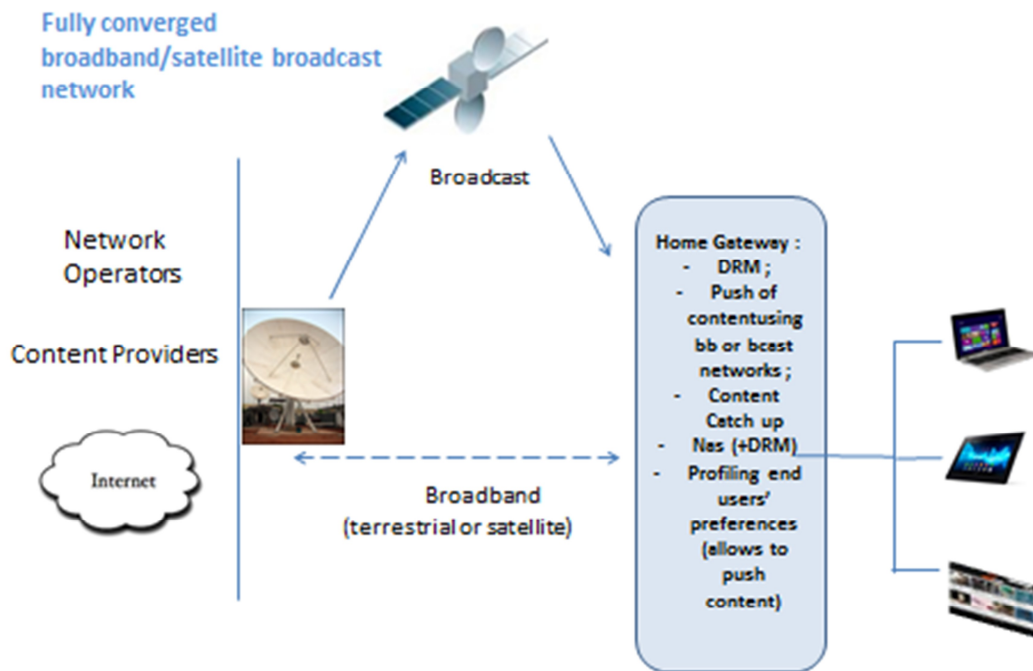 Fully converged
broadband/satellite broadcast
network
Broadcast
Network
Operators
Content Providers
Internet
Broadband
(terrestrial or satellite)
Home Gateway :
- DRM ;
- Push of
contentusing
bb or bcast
networks ;
- Content
Catch up
- Nas (+DRM)
- Profiling end
users’
preferences
(allows to
push
content)